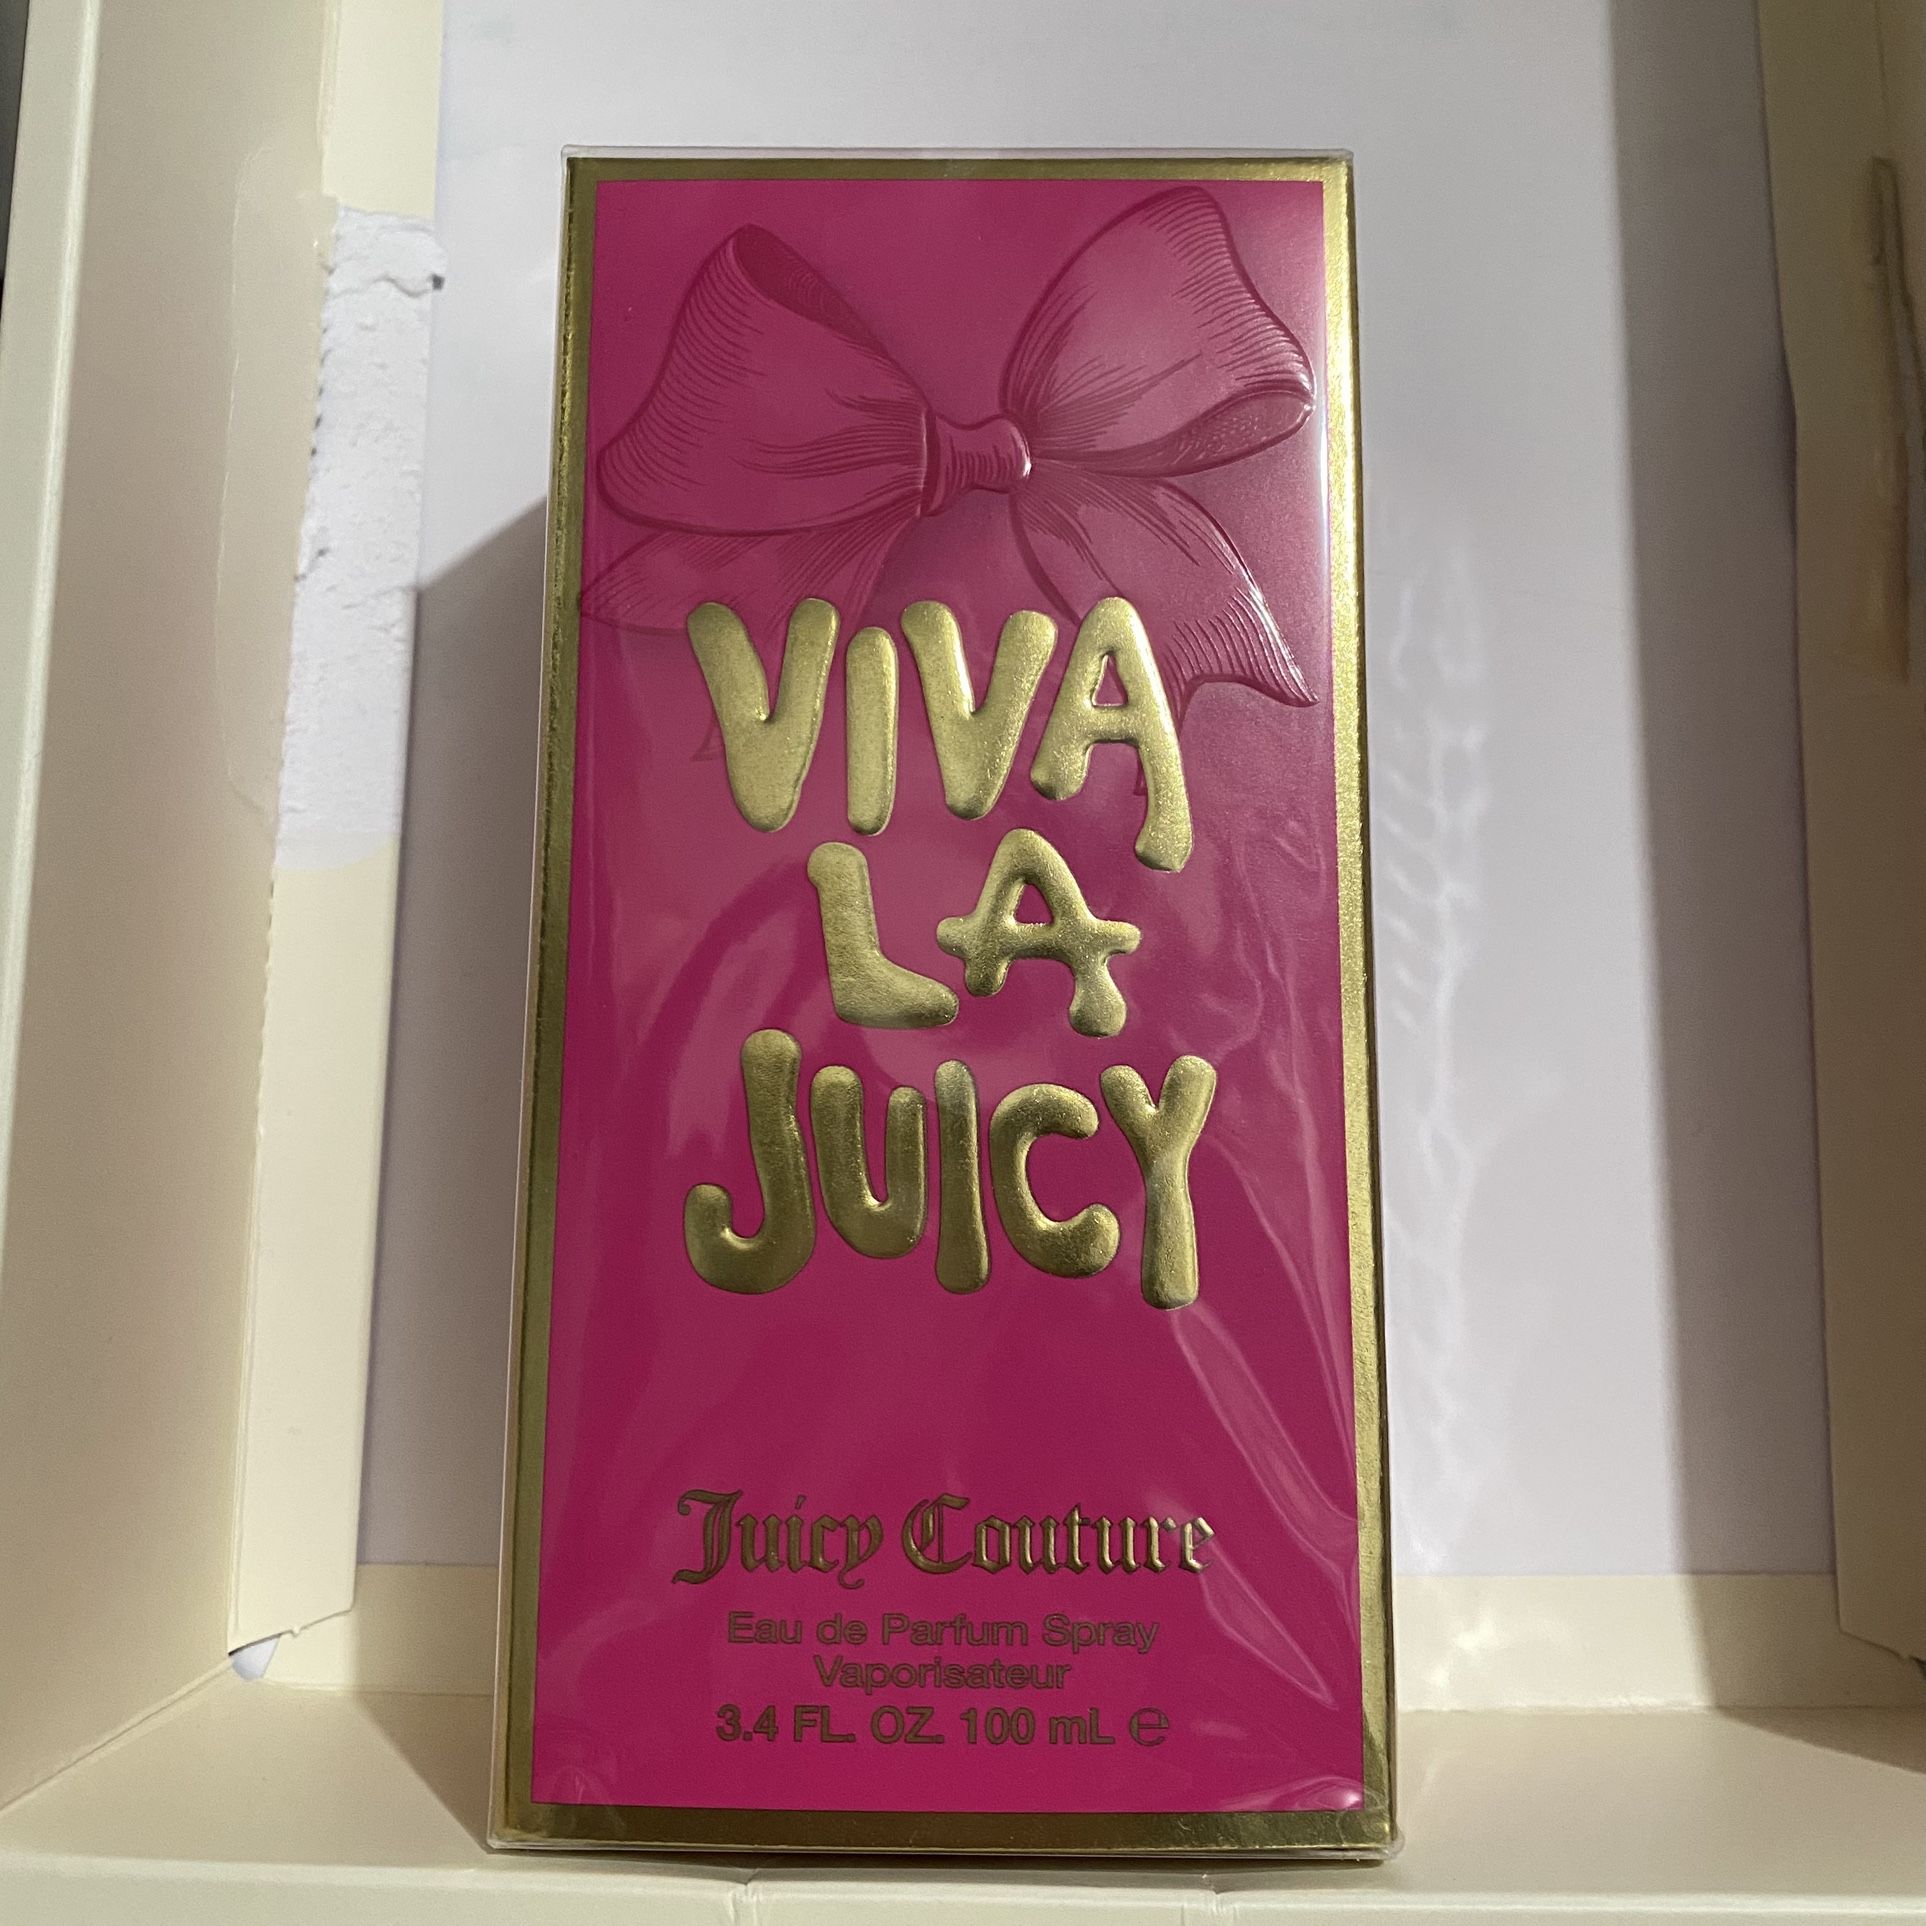 VIVA
LA
JUICY
Juicy Couture
Eau de Parfum Spray
Vaporisateur
3.4 FL. OZ. 100 mL ℮